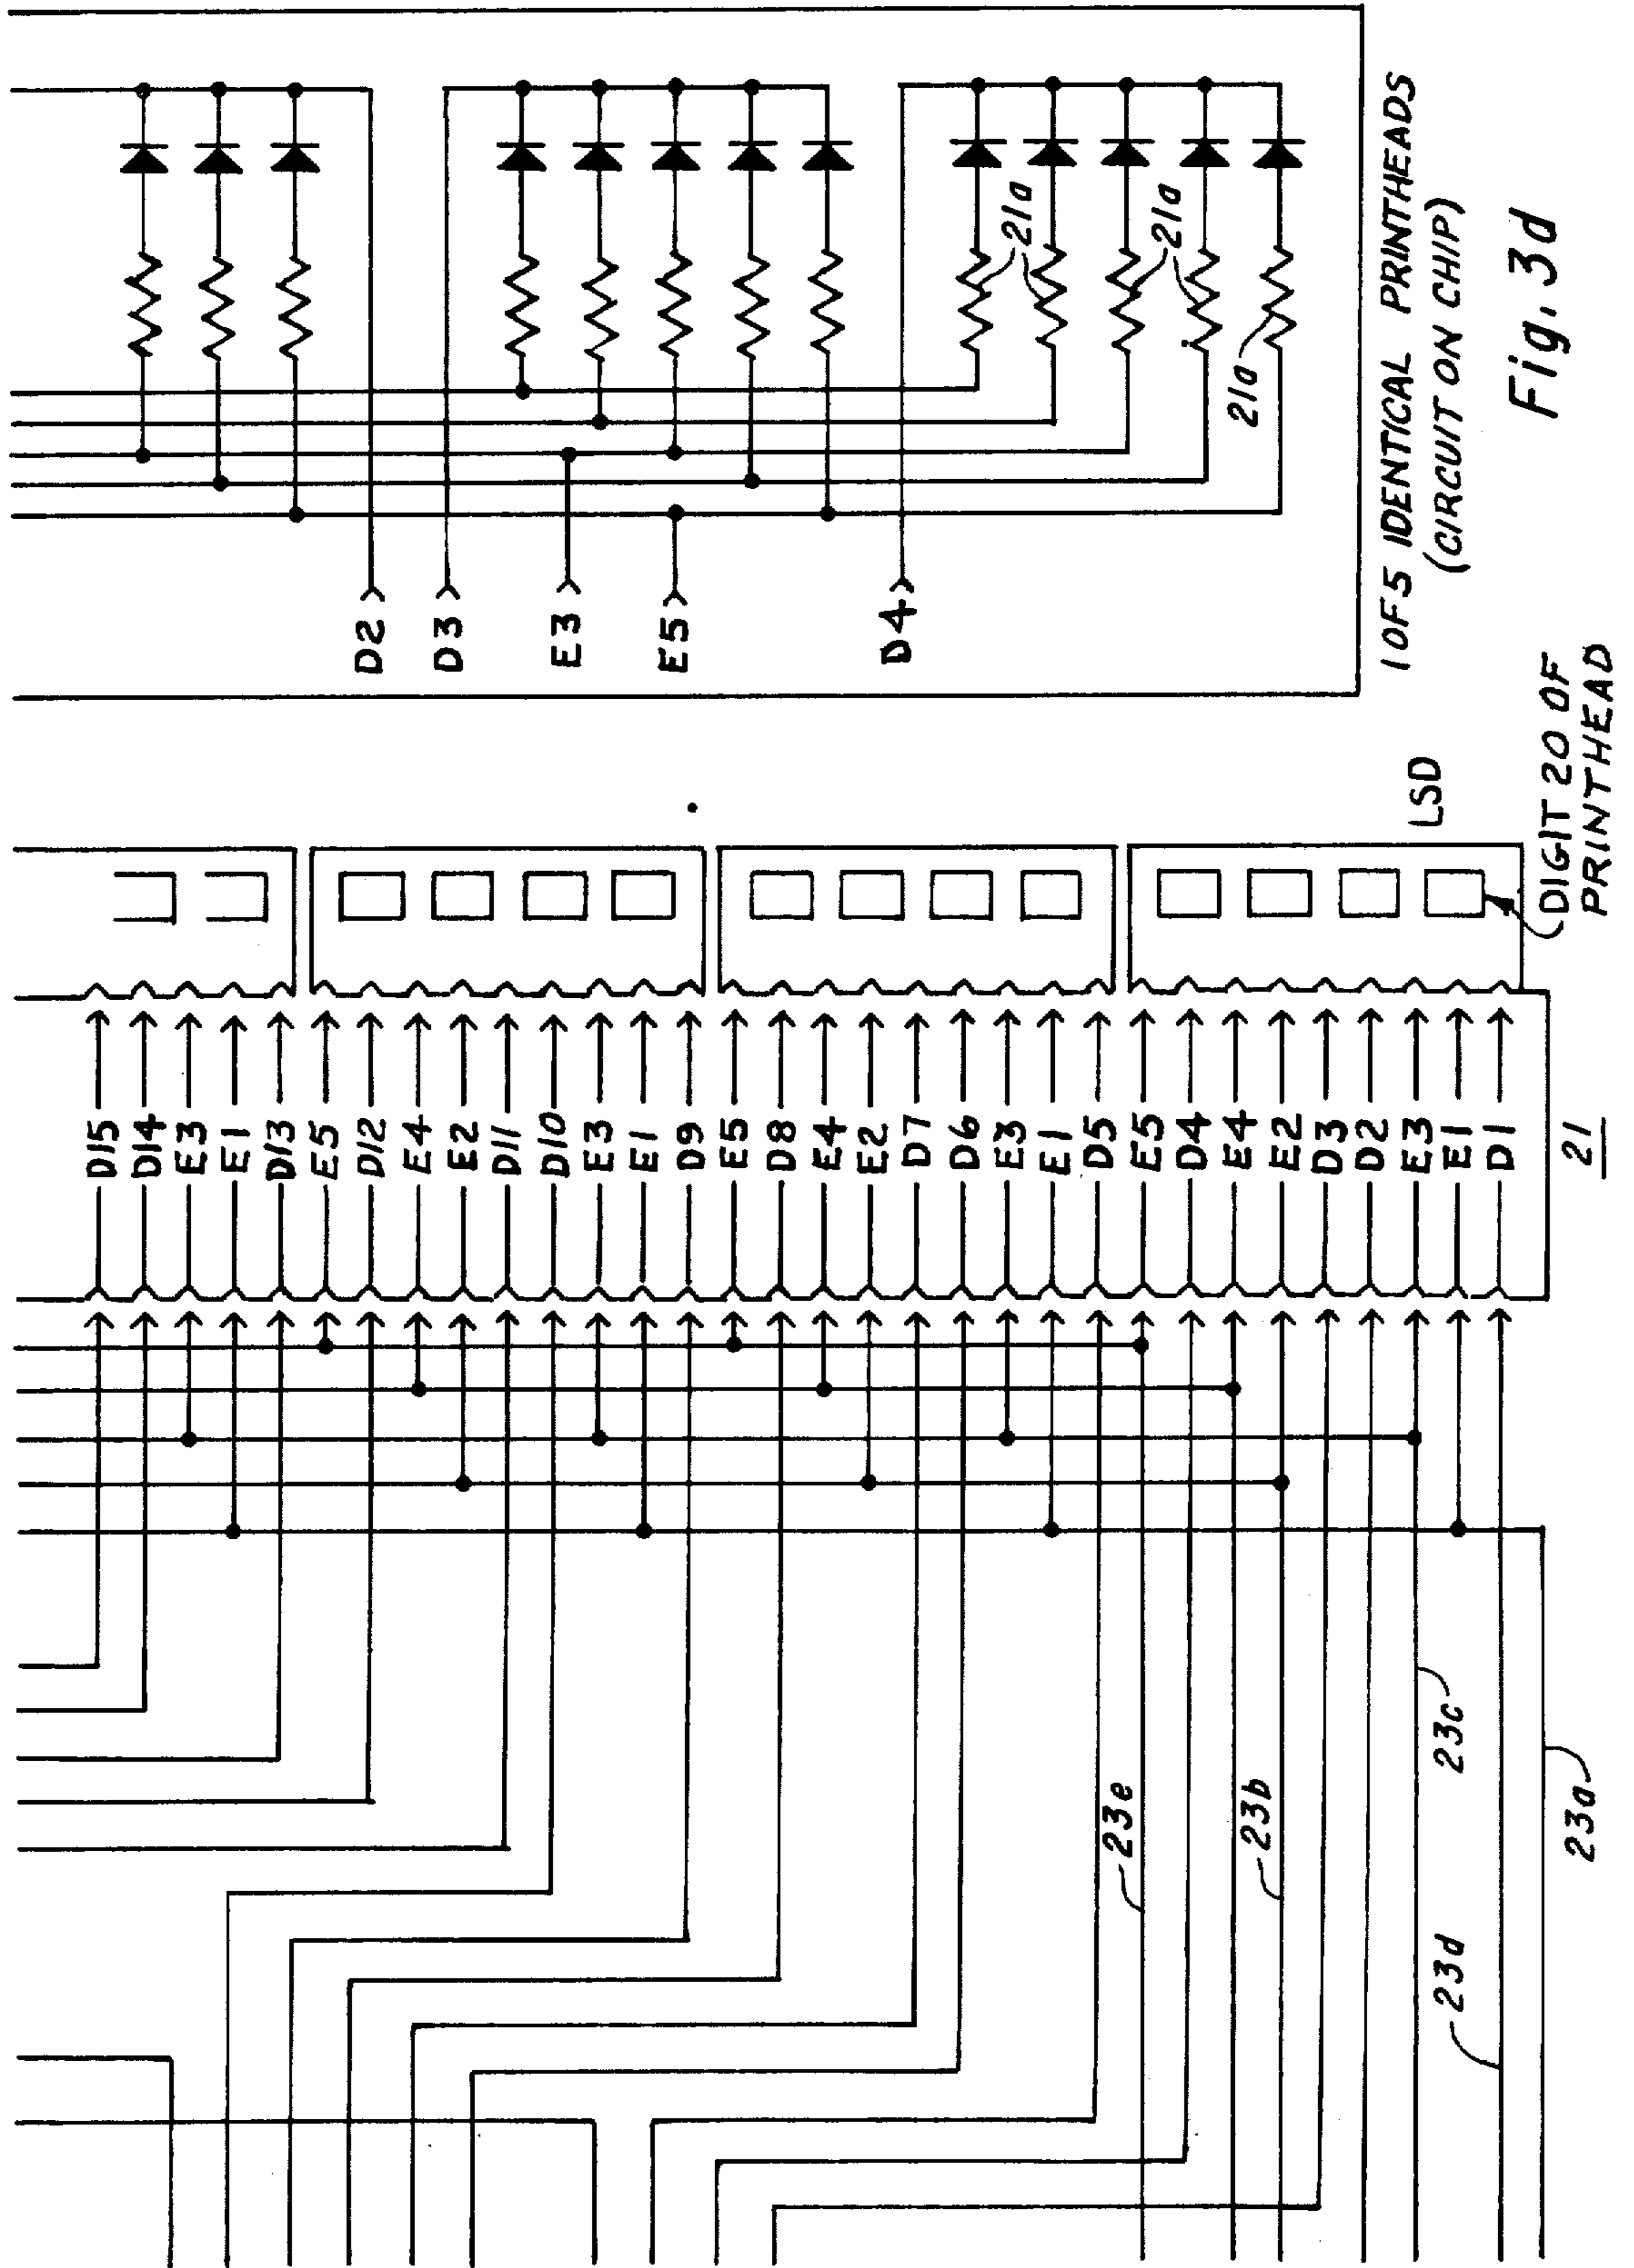 D2
D3
E3
E5
D4
21a
21a
21a
1 OF 5 IDENTICAL PRINTHEADS
(CIRCUIT ON CHIP)
Fig. 3d
LSD
DIGIT 20 OF
PRINTHEAD
D15
D14
E3
E1
D13
E5
D12
E4
E2
D11
D10
E3
E1
D9
E5
D8
E4
E2
D7
D6
E3
E1
D5
E5
D4
E4
E2
D3
D2
E3
E1
D1
21
23e
23b
23c
23d
23a